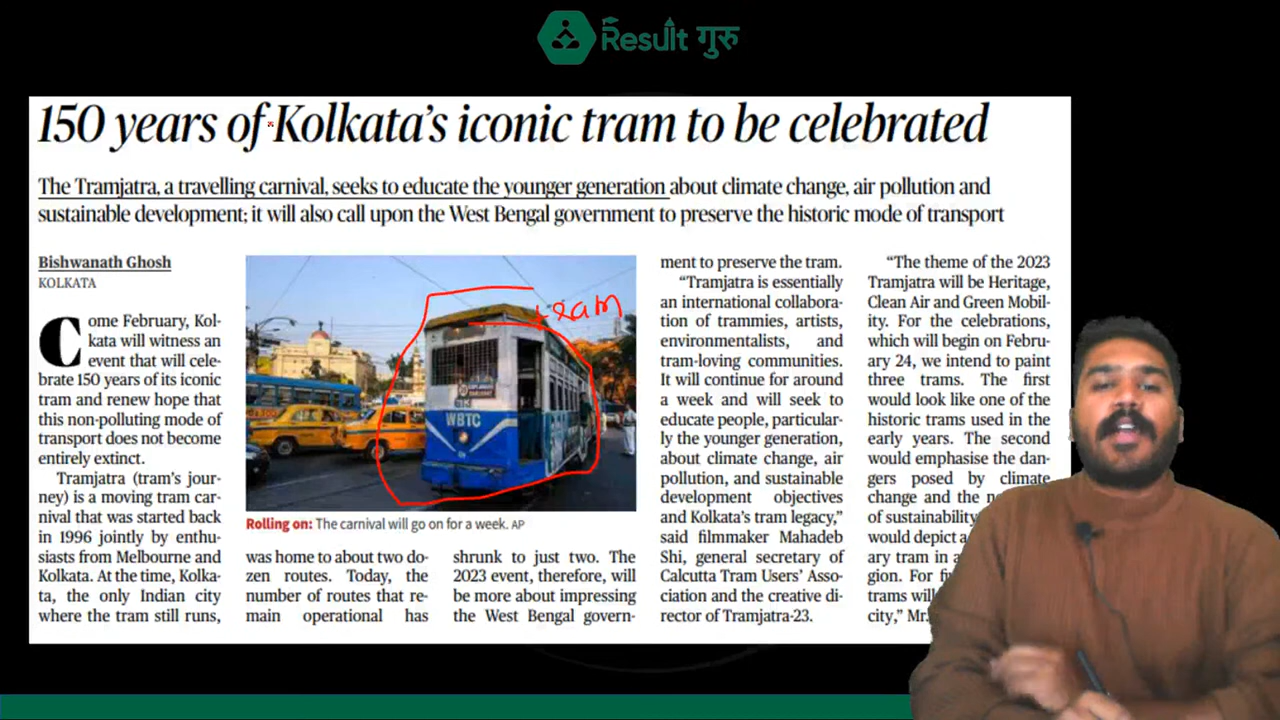 Result गुरु
150 years of Kolkata's iconic tram to be celebrated
The Tramjatra, a travelling carnival, seeks to educate the younger generation about climate change, air pollution and
sustainable development; it will also call upon the West Bengal government to preserve the historic mode of transport
Bishwanath Ghosh
KOLKATA
Come February, Kol-
kata will witness an
event that will cele-
brate 150 years of its iconic
tram and renew hope that
this non-polluting mode of
transport does not become
entirely extinct.
Tramjatra (tram's jour-
ney) is a moving tram car-
nival that was started back
in 1996 jointly by enthu-
siasts from Melbourne and
Kolkata. At the time, Kolka-
ta, the only Indian city
where the tram still runs,
tram
WBTC
Rolling on: The carnival will go on for a week. AP
was home to about two do-
zen routes. Today, the
number of routes that re-
main operational has
shrunk to just two. The
2023 event, therefore, will
be more about impressing
the West Bengal govern-
ment to preserve the tram.
"Tramjatra is essentially
an international collabora-
tion of trammies, artists,
environmentalists, and
tram-loving communities.
It will continue for around
a week and will seek to
educate people, particular-
ly the younger generation,
about climate change, air
pollution, and sustainable
development objectives
and Kolkata's tram legacy,"
said filmmaker Mahadeb
Shi, general secretary of
Calcutta Tram Users' Asso-
ciation and the creative di-
rector of Tramjatra-23.
"The theme of the 2023
Tramjatra will be Heritage,
Clean Air and Green Mobil-
ity. For the celebrations,
which will begin on Febru-
ary 24, we intend to paint
three trams. The first
would look like one of the
historic trams used in the
early years. The second
would emphasise the dan-
gers posed by climate
change and the
of sustainability
would depict a
ary tram in
gion. For
trams will
city," Mr.